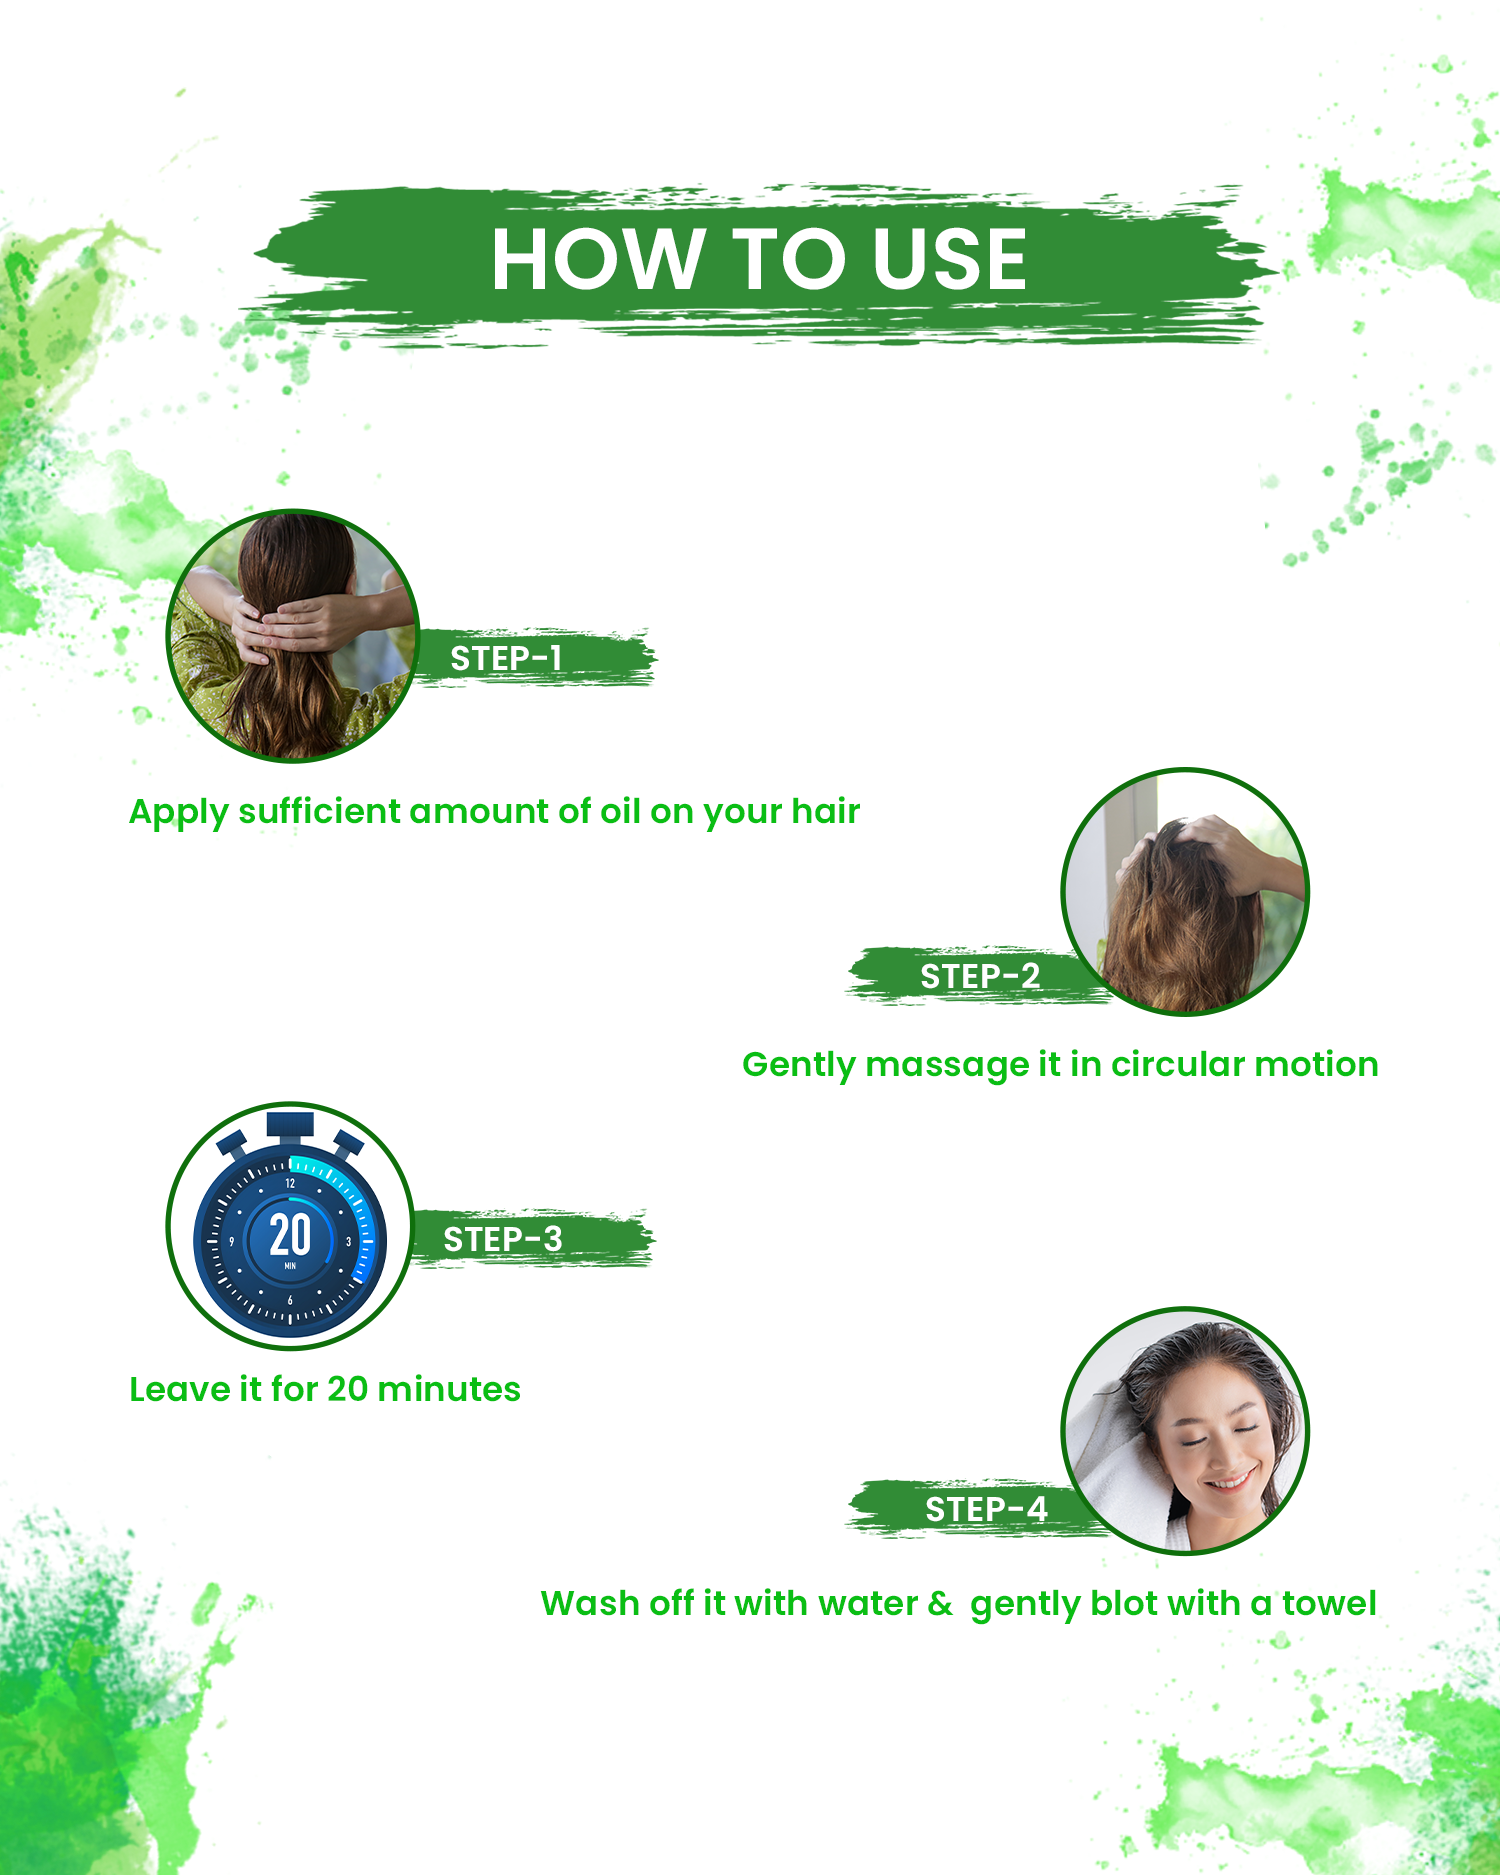 HOW TO USE
STEP-1
Apply sufficient amount of oil on your hair
STEP-2
Gently massage it in circular motion
12
9
20
3
MIN
6
STEP-3
Leave it for 20 minutes
STEP-4
Wash off it with water &  gently blot with a towel